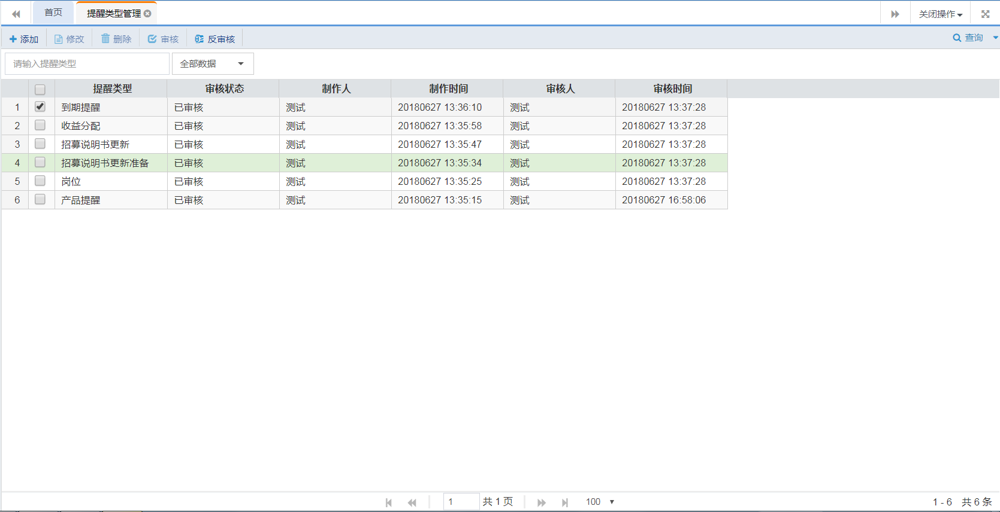 首页 提醒类型管理 关闭操作
添加 修改 删除 审核 反审核 查询
请输入提醒类型 全部数据
提醒类型 审核状态 制作人 制作时间 审核人 审核时间
1 到期提醒 已审核 测试 20180627 13:36:10 测试 20180627 13:37:28
2 收益分配 已审核 测试 20180627 13:35:58 测试 20180627 13:37:28
3 招募说明书更新 已审核 测试 20180627 13:35:47 测试 20180627 13:37:28
4 招募说明书更新准备 已审核 测试 20180627 13:35:34 测试 20180627 13:37:28
5 岗位 已审核 测试 20180627 13:35:25 测试 20180627 13:37:28
6 产品提醒 已审核 测试 20180627 13:35:15 测试 20180627 16:58:06
1 共 1 页 100 1 - 6 共 6 条